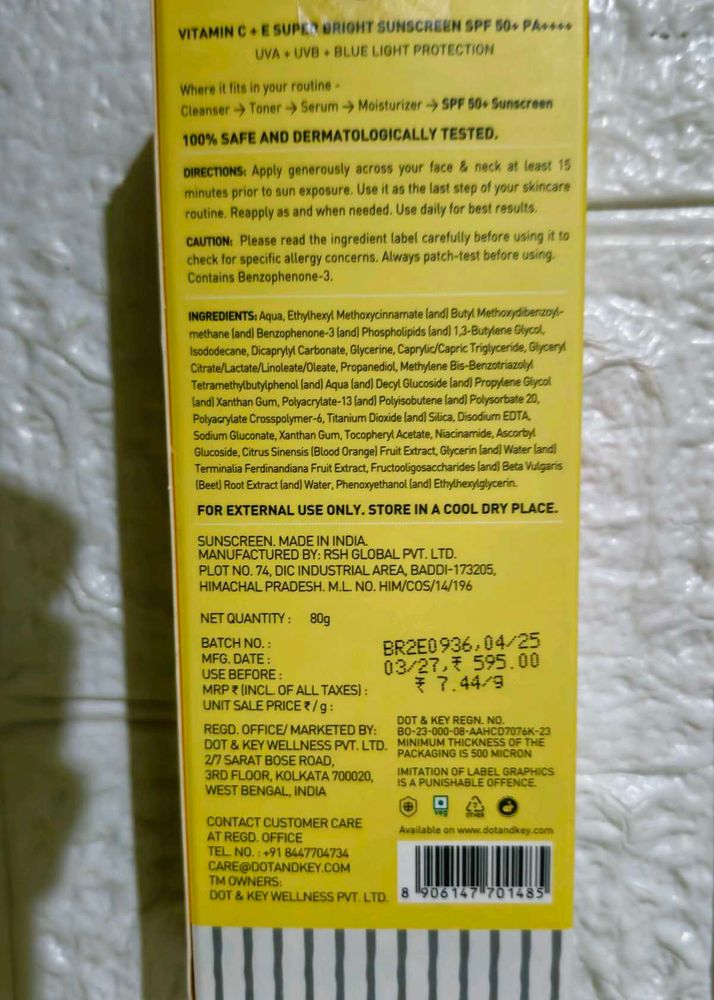 VITAMIN C + E SUPER BRIGHT SUNSCREEN SPF 50+ PA++++
UVA + UVB + BLUE LIGHT PROTECTION
Where it fits in your routine -
Cleanser → Toner → Serum → Moisturizer → SPF 50+ Sunscreen
100% SAFE AND DERMATOLOGICALLY TESTED.
DIRECTIONS: Apply generously across your face & neck at least 15
minutes prior to sun exposure. Use it as the last step of your skincare
routine. Reapply as and when needed. Use daily for best results.
CAUTION: Please read the ingredient label carefully before using it to
check for specific allergy concerns. Always patch-test before using.
Contains Benzophenone-3.
INGREDIENTS: Aqua, Ethylhexyl Methoxycinnamate (and) Butyl Methoxydibenzoyl-
methane (and) Benzophenone-3 (and) Phospholipids (and) 1,3-Butylene Glycol,
Isododecane, Dicaprylyl Carbonate, Glycerine, Caprylic/Capric Triglyceride, Glyceryl
Citrate/Lactate/Linoleate/Oleate, Propanediol, Methylene Bis-Benzotriazolyl
Tetramethylbutylphenol (and) Aqua (and) Decyl Glucoside (and) Propylene Glycol
(and) Xanthan Gum, Polyacrylate-13 (and) Polyisobutene (and) Polysorbate 20,
Polyacrylate Crosspolymer-6, Titanium Dioxide (and) Silica, Disodium EDTA,
Sodium Gluconate, Xanthan Gum, Tocopheryl Acetate, Niacinamide, Ascorbyl
Glucoside, Citrus Sinensis (Blood Orange) Fruit Extract, Glycerin (and) Water (and)
Terminalia Ferdinandiana Fruit Extract, Fructooligosaccharides (and) Beta Vulgaris
(Beet) Root Extract (and) Water, Phenoxyethanol (and) Ethylhexylglycerin.
FOR EXTERNAL USE ONLY. STORE IN A COOL DRY PLACE.
SUNSCREEN. MADE IN INDIA.
MANUFACTURED BY: RSH GLOBAL PVT. LTD.
PLOT NO. 74, DIC INDUSTRIAL AREA, BADDI-173205,
HIMACHAL PRADESH. M.L. NO. HIM/COS/14/196
NET QUANTITY : 80g
BATCH NO. :
MFG. DATE :
USE BEFORE :
MRP ₹ (INCL. OF ALL TAXES) :
UNIT SALE PRICE ₹ / g :
BR2E0936, 04/25
03/27, ₹ 595.00
₹ 7.44/g
REGD. OFFICE/ MARKETED BY:
DOT & KEY WELLNESS PVT. LTD.
2/7 SARAT BOSE ROAD,
3RD FLOOR, KOLKATA 700020,
WEST BENGAL, INDIA
CONTACT CUSTOMER CARE
AT REGD. OFFICE
TEL. NO. : +91 8447704734
CARE@DOTANDKEY.COM
TM OWNERS:
DOT & KEY WELLNESS PVT. LTD.
DOT & KEY REGN. NO.
BO-23-000-08-AAHCD7076K-23
MINIMUM THICKNESS OF THE
PACKAGING IS 500 MICRON
IMITATION OF LABEL GRAPHICS
IS A PUNISHABLE OFFENCE.
veg
7
OTHER
Available on www.dotandkey.com
8 906147 701485